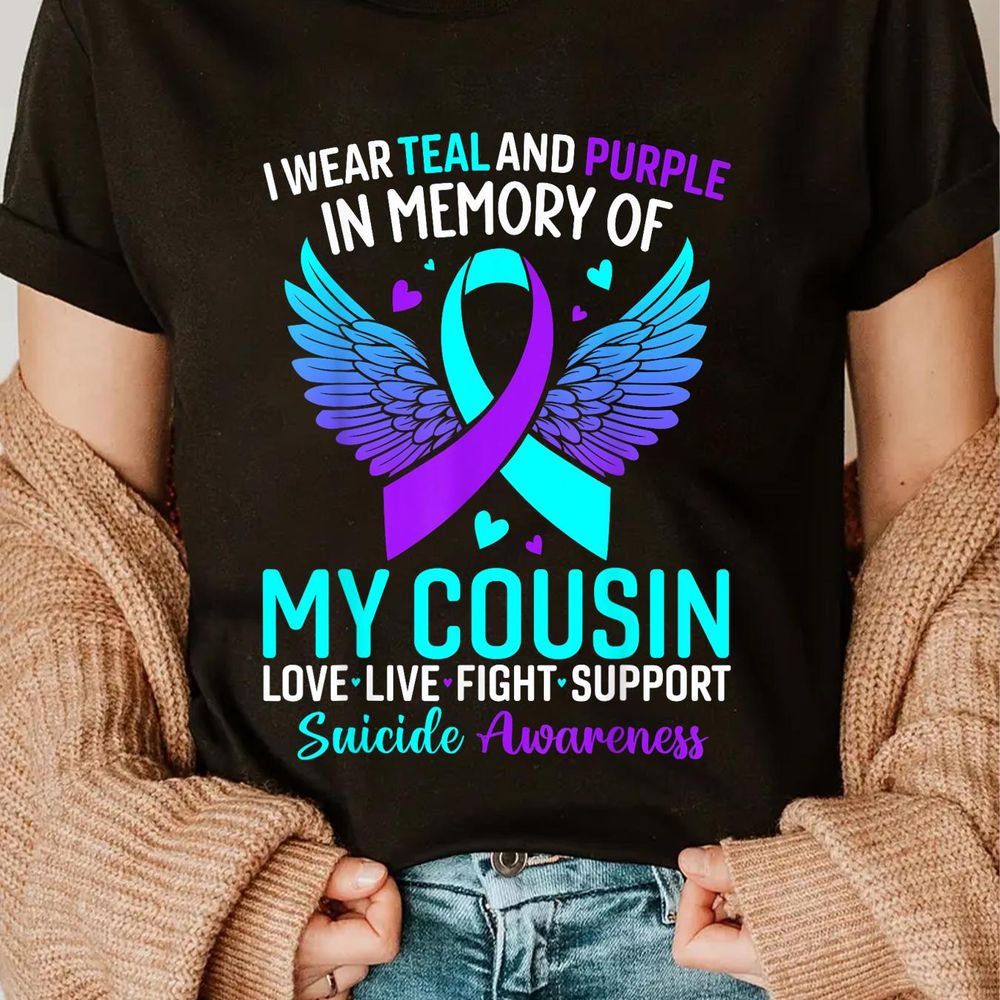 I WEAR TEAL AND PURPLE
IN MEMORY OF
MY COUSIN
LOVE LIVE FIGHT SUPPORT
Suicide Awareness